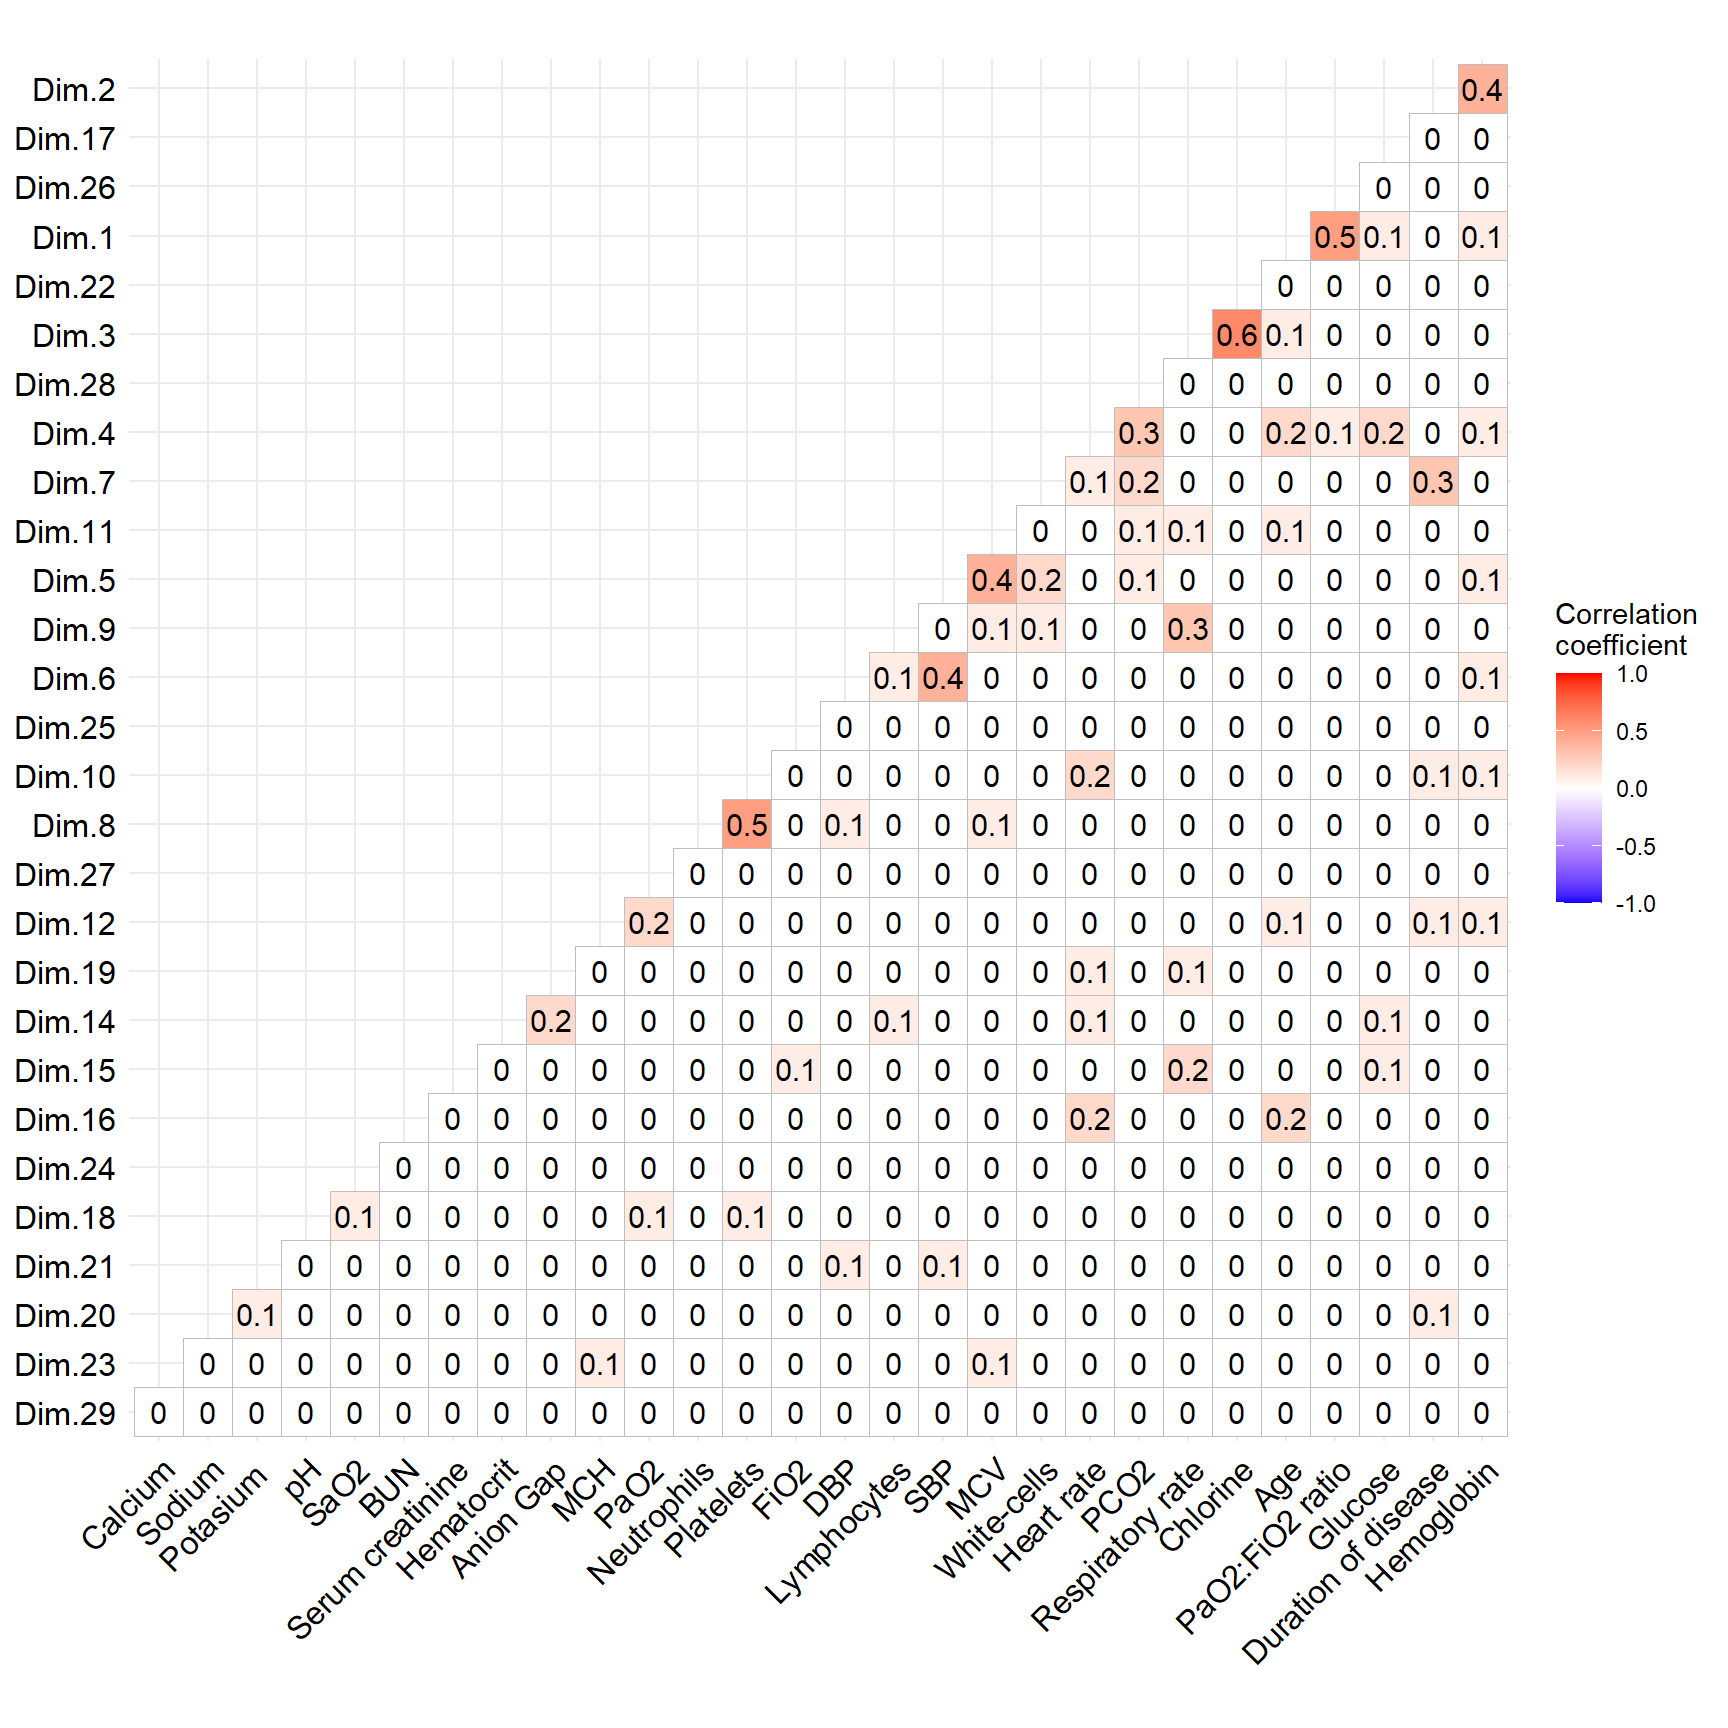 Dim.2 0.4
Dim.17 0 0
Dim.26 0 0 0
Dim.1 0.5 0.1 0 0.1
Dim.22 0 0 0 0 0
Dim.3 0.6 0.1 0 0 0 0
Dim.28 0 0 0 0 0 0 0
Dim.4 0.3 0 0 0.2 0.1 0.2 0 0.1
Dim.7 0.1 0.2 0 0 0 0 0 0.3 0
Dim.11 0 0 0.1 0.1 0 0.1 0 0 0 0
Dim.5 0.4 0.2 0 0.1 0 0 0 0 0 0 0.1
Dim.9 0 0.1 0.1 0 0 0.3 0 0 0 0 0 0
Dim.6 0.1 0.4 0 0 0 0 0 0 0 0 0 0 0.1
Dim.25 0 0 0 0 0 0 0 0 0 0 0 0 0 0
Dim.10 0 0 0 0 0 0 0.2 0 0 0 0 0 0 0.1 0.1
Dim.8 0.5 0 0.1 0 0 0.1 0 0 0 0 0 0 0 0 0 0
Dim.27 0 0 0 0 0 0 0 0 0 0 0 0 0 0 0 0 0
Dim.12 0.2 0 0 0 0 0 0 0 0 0 0 0 0 0.1 0 0 0.1 0.1
Dim.19 0 0 0 0 0 0 0 0 0 0 0.1 0 0.1 0 0 0 0 0 0
Dim.14 0.2 0 0 0 0 0 0 0.1 0 0 0 0.1 0 0 0 0 0 0.1 0 0
Dim.15 0 0 0 0 0 0 0.1 0 0 0 0 0 0 0 0.2 0 0 0 0.1 0 0
Dim.16 0 0 0 0 0 0 0 0 0 0 0 0 0 0.2 0 0 0 0.2 0 0 0 0
Dim.24 0 0 0 0 0 0 0 0 0 0 0 0 0 0 0 0 0 0 0 0 0 0 0
Dim.18 0.1 0 0 0 0 0 0.1 0 0.1 0 0 0 0 0 0 0 0 0 0 0 0 0 0 0
Dim.21 0 0 0 0 0 0 0 0 0 0 0 0.1 0 0.1 0 0 0 0 0 0 0 0 0 0 0
Dim.20 0.1 0 0 0 0 0 0 0 0 0 0 0 0 0 0 0 0 0 0 0 0 0 0 0 0.1 0
Dim.23 0 0 0 0 0 0 0 0 0.1 0 0 0 0 0 0 0 0.1 0 0 0 0 0 0 0 0 0 0
Dim.29 0 0 0 0 0 0 0 0 0 0 0 0 0 0 0 0 0 0 0 0 0 0 0 0 0 0 0 0
Calcium
Sodium
Potasium
pH
SaO2
BUN
Serum creatinine
Hematocrit
Anion Gap
MCH
PaO2
Neutrophils
Platelets
FiO2
DBP
Lymphocytes
SBP
MCV
White-cells
Heart rate
PCO2
Respiratory rate
Chlorine
Age
PaO2:FiO2 ratio
Glucose
Duration of disease
Hemoglobin
Correlation
coefficient
1.0
0.5
0.0
-0.5
-1.0